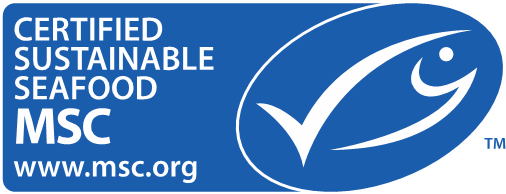 CERTIFIED
SUSTAINABLE
SEAFOOD
MSC
www.msc.org
TM